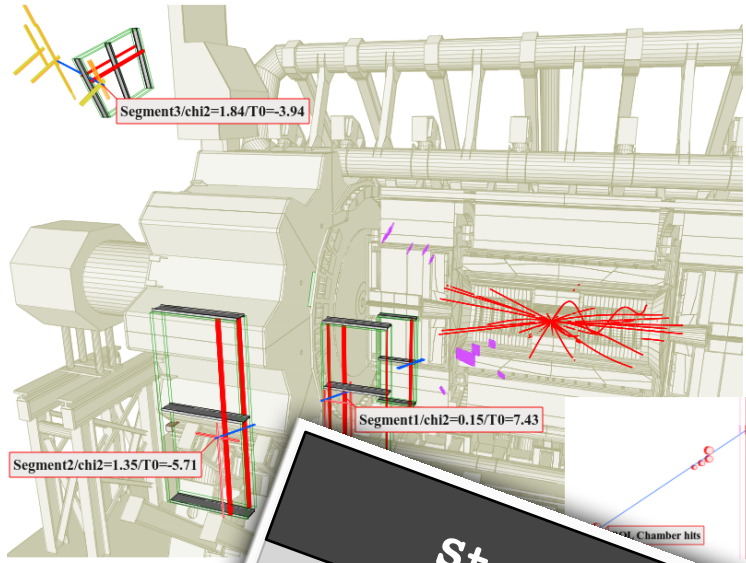 Segment3/chi2=1.84/T0=-3.94
Segment1/chi2=0.15/T0=7.43
Segment2/chi2=1.35/T0=-5.71
Chamber hits